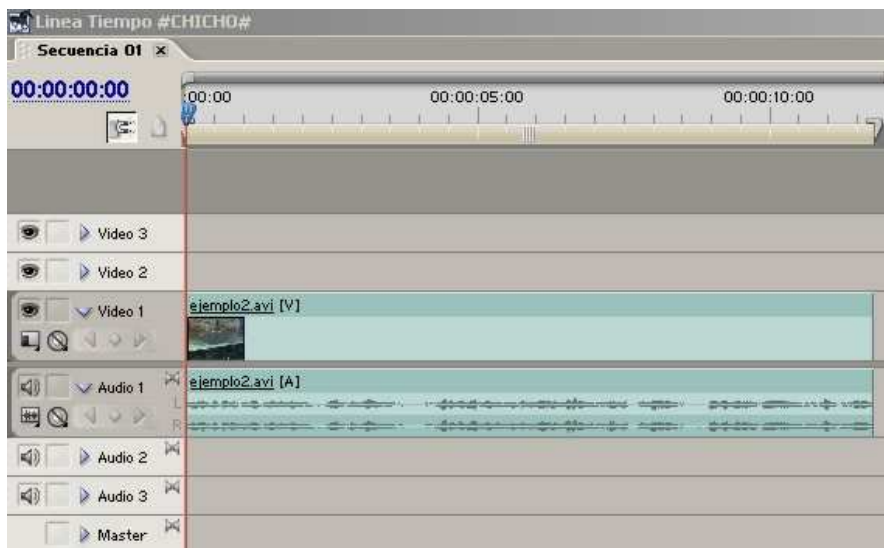 Linea Tiempo #CHICHO#
Secuencia 01 x
00:00:00:00
:00:00 00:00:05:00 00:00:10:00
Video 3
Video 2
Video 1 ejemplo2.avi [V]
Audio 1 ejemplo2.avi [A]
L
R
Audio 2
Audio 3
Master